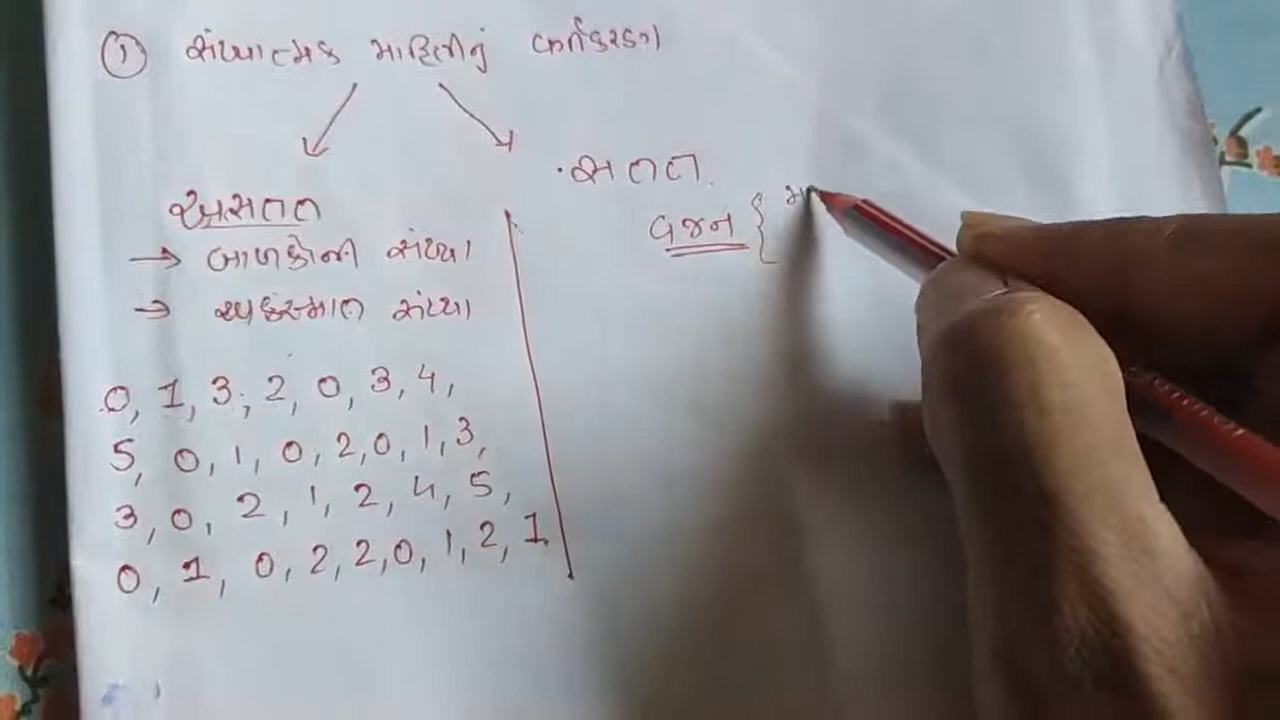 ① સંખ્યાત્મક માહિતીનું વર્ગીકરણ
અસતત
→ બાળકોની સંખ્યા
→ અકસ્માત સંખ્યા
0, 1, 3, 2, 0, 3, 4,
5, 0, 1, 0, 2, 0, 1, 3,
3, 0, 2, 1, 2, 4, 5,
0, 1, 0, 2, 2, 0, 1, 2, 1
· સતત
વજન {